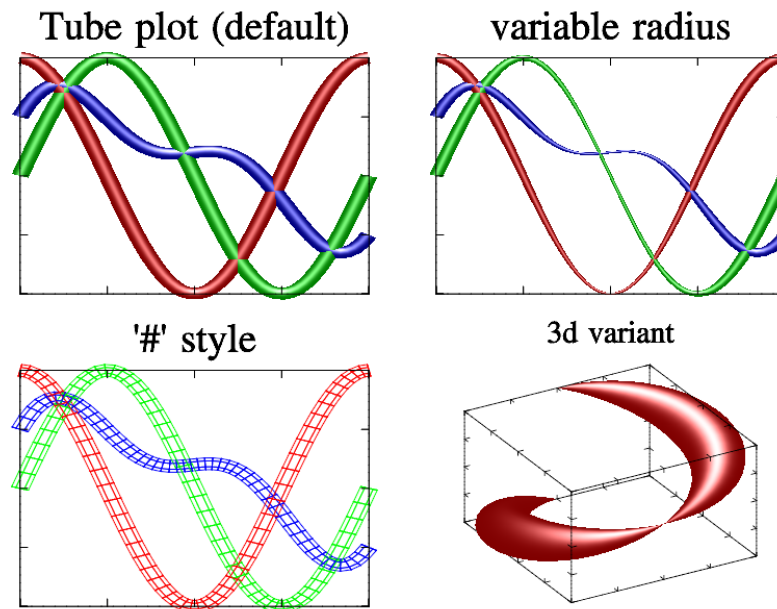 Tube plot (default)
variable radius
'#' style
3d variant